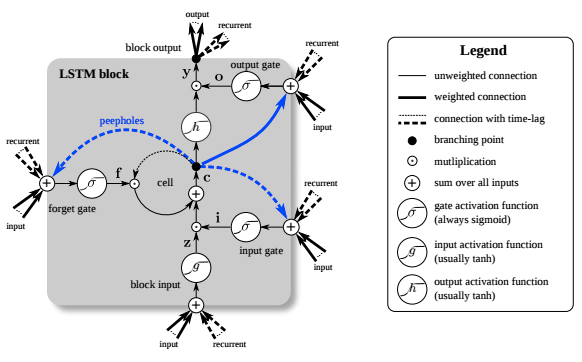 output
recurrent
block output
LSTM block
y
o
output gate
recurrent
σ
input
h
peepholes
recurrent
f
cell
c
σ
forget gate
input
recurrent
i
σ
input gate
z
input
g
block input
input
recurrent
Legend
unweighted connection
weighted connection
connection with time-lag
branching point
mutliplication
sum over all inputs
σ
gate activation function
(always sigmoid)
g
input activation function
(usually tanh)
h
output activation function
(usually tanh)